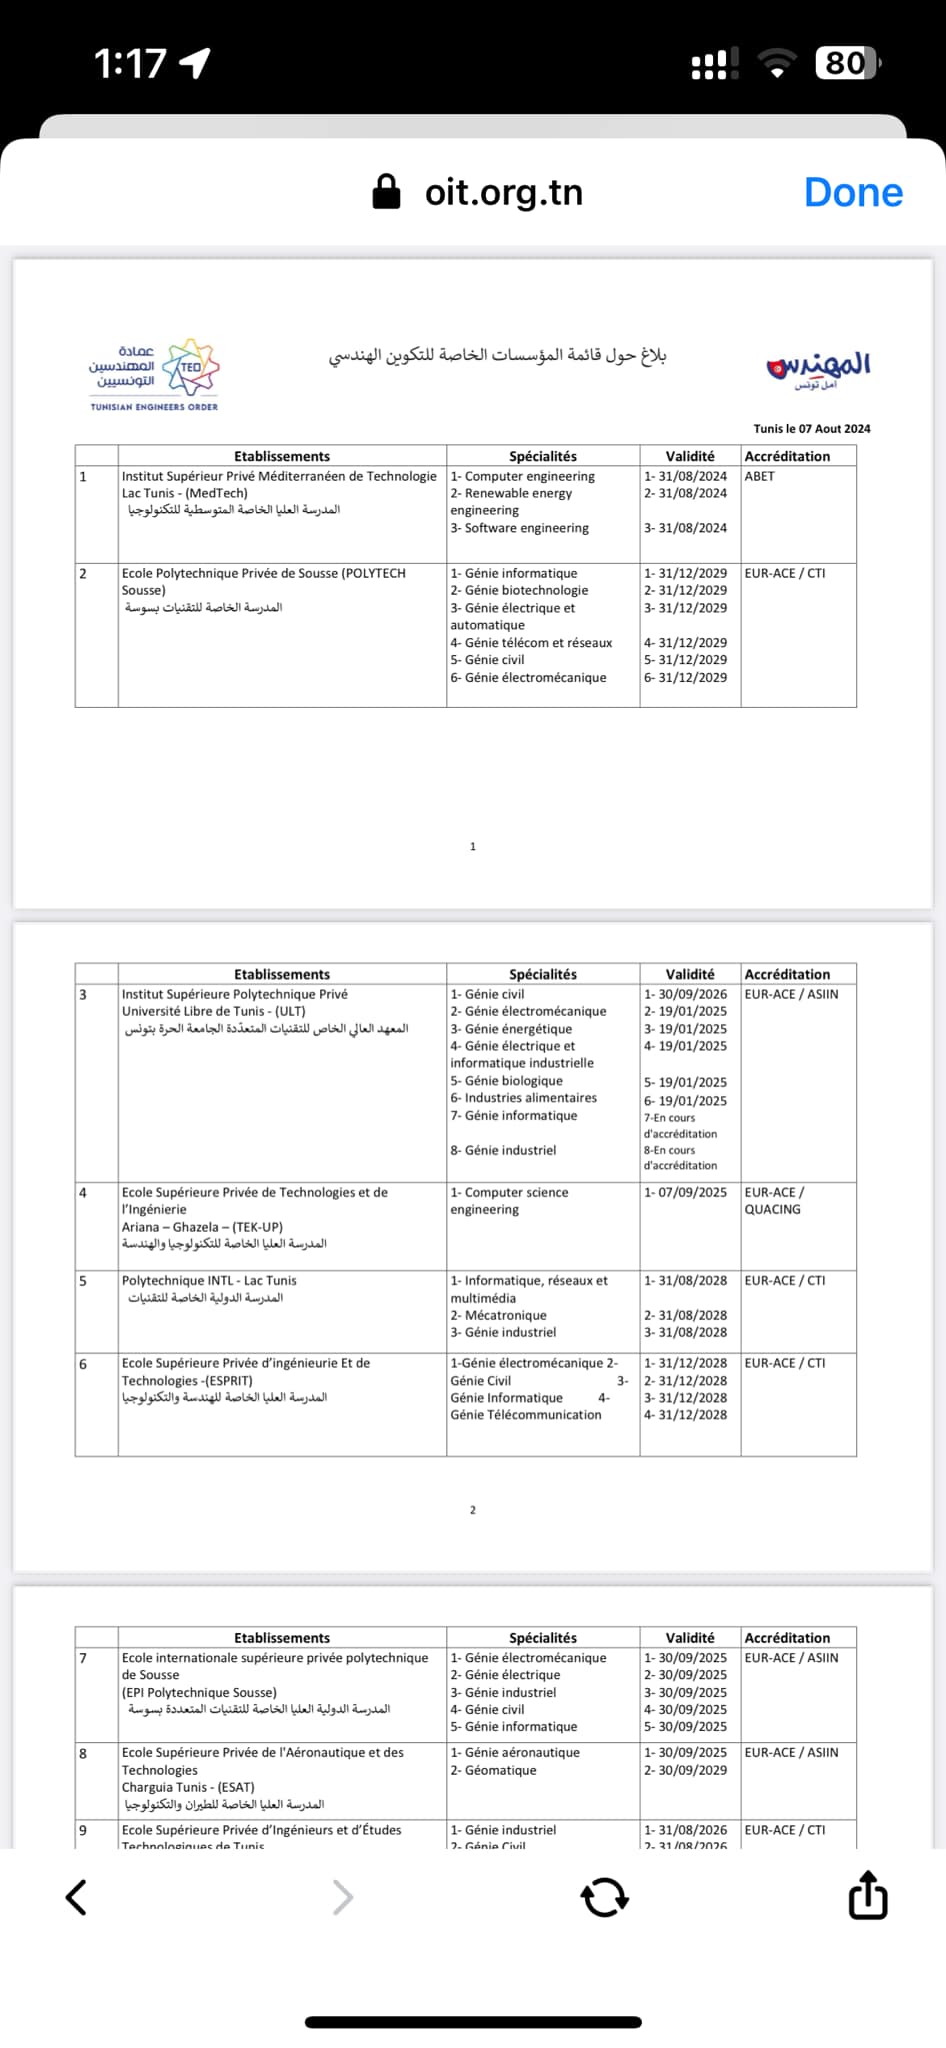 1:17
80
oit.org.tn
Done
عمادة
المهندسين
التونسيين
TEO
TUNISIAN ENGINEERS ORDER
بلاغ حول قائمة المؤسسات الخاصة للتكوين الهندسي
المهندس
أمل تونس
Tunis le 07 Aout 2024
Etablissements Spécialités Validité Accréditation
1 Institut Supérieur Privé Méditerranéen de Technologie 1- Computer engineering 1- 31/08/2024 ABET
Lac Tunis - (MedTech) 2- Renewable energy 2- 31/08/2024
المدرسة العليا الخاصة المتوسطية للتكنولوجيا engineering
3- Software engineering 3- 31/08/2024
2 Ecole Polytechnique Privée de Sousse (POLYTECH 1- Génie informatique 1- 31/12/2029 EUR-ACE / CTI
Sousse) 2- Génie biotechnologie 2- 31/12/2029
المدرسة الخاصة للتقنيات بسوسة 3- Génie électrique et 3- 31/12/2029
automatique
4- Génie télécom et réseaux 4- 31/12/2029
5- Génie civil 5- 31/12/2029
6- Génie électromécanique 6- 31/12/2029
1
Etablissements Spécialités Validité Accréditation
3 Institut Supérieure Polytechnique Privé 1- Génie civil 1- 30/09/2026 EUR-ACE / ASIIN
Université Libre de Tunis - (ULT) 2- Génie électromécanique 2- 19/01/2025
المعهد العالي الخاص للتقنيات المتعدّدة الجامعة الحرة بتونس 3- Génie énergétique 3- 19/01/2025
4- Génie électrique et 4- 19/01/2025
informatique industrielle
5- Génie biologique 5- 19/01/2025
6- Industries alimentaires 6- 19/01/2025
7- Génie informatique 7-En cours
d'accréditation
8- Génie industriel 8-En cours
d'accréditation
4 Ecole Supérieure Privée de Technologies et de 1- Computer science 1- 07/09/2025 EUR-ACE /
l’Ingénierie engineering QUACING
Ariana – Ghazela – (TEK-UP)
المدرسة العليا الخاصة للتكنولوجيا والهندسة
5 Polytechnique INTL - Lac Tunis 1- Informatique, réseaux et 1- 31/08/2028 EUR-ACE / CTI
المدرسة الدولية الخاصة للتقنيات multimédia
2- Mécatronique 2- 31/08/2028
3- Génie industriel 3- 31/08/2028
6 Ecole Supérieure Privée d’ingénieurie Et de 1-Génie électromécanique 2- 1- 31/12/2028 EUR-ACE / CTI
Technologies -(ESPRIT) Génie Civil 3- 2- 31/12/2028
المدرسة العليا الخاصة للهندسة والتكنولوجيا Génie Informatique 4- 3- 31/12/2028
Génie Télécommunication 4- 31/12/2028
2
Etablissements Spécialités Validité Accréditation
7 Ecole internationale supérieure privée polytechnique 1- Génie électromécanique 1- 30/09/2025 EUR-ACE / ASIIN
de Sousse 2- Génie électrique 2- 30/09/2025
(EPI Polytechnique Sousse) 3- Génie industriel 3- 30/09/2025
المدرسة الدولية العليا الخاصة للتقنيات المتعددة بسوسة 4- Génie civil 4- 30/09/2025
5- Génie informatique 5- 30/09/2025
8 Ecole Supérieure Privée de l'Aéronautique et des 1- Génie aéronautique 1- 30/09/2025 EUR-ACE / ASIIN
Technologies 2- Géomatique 2- 30/09/2029
Charguia Tunis - (ESAT)
المدرسة العليا الخاصة للطيران والتكنولوجيا
9 Ecole Supérieure Privée d’Ingénieurs et d’Études 1- Génie industriel 1- 31/08/2026 EUR-ACE / CTI
Technologiques de Tunis 2- Génie Civil 2- 31/08/2026